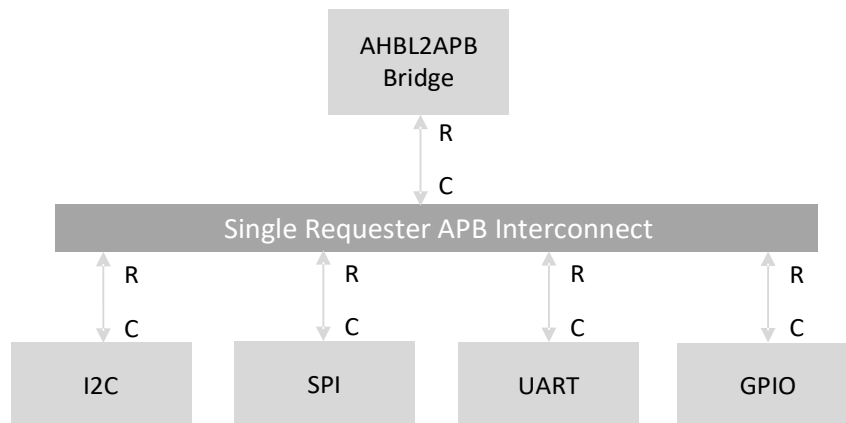 AHBL2APB
Bridge
R
C
Single Requester APB Interconnect
R R R R
C C C C
I2C SPI UART GPIO